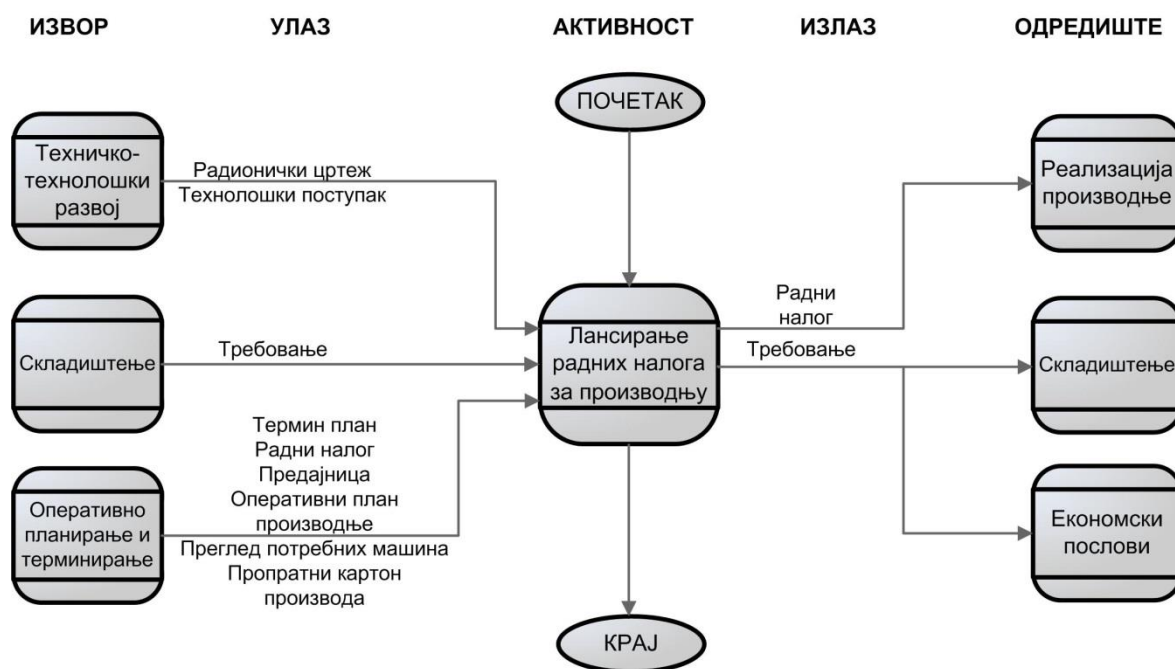 ИЗВОР
УЛАЗ
АКТИВНОСТ
ИЗЛАЗ
ОДРЕДИШТЕ
ПОЧЕТАК
Техничко-
технолошки
развој
Радионички цртеж
Технолошки поступак
Реализација
производње
Складиштење
Требовање
Лансирање
радних налога
за производњу
Радни
налог
Требовање
Складиштење
Оперативно
планирање и
терминирање
Термин план
Радни налог
Предајница
Оперативни план
производње
Преглед потребних машина
Пропратни картон
производа
Економски
послови
КРАЈ